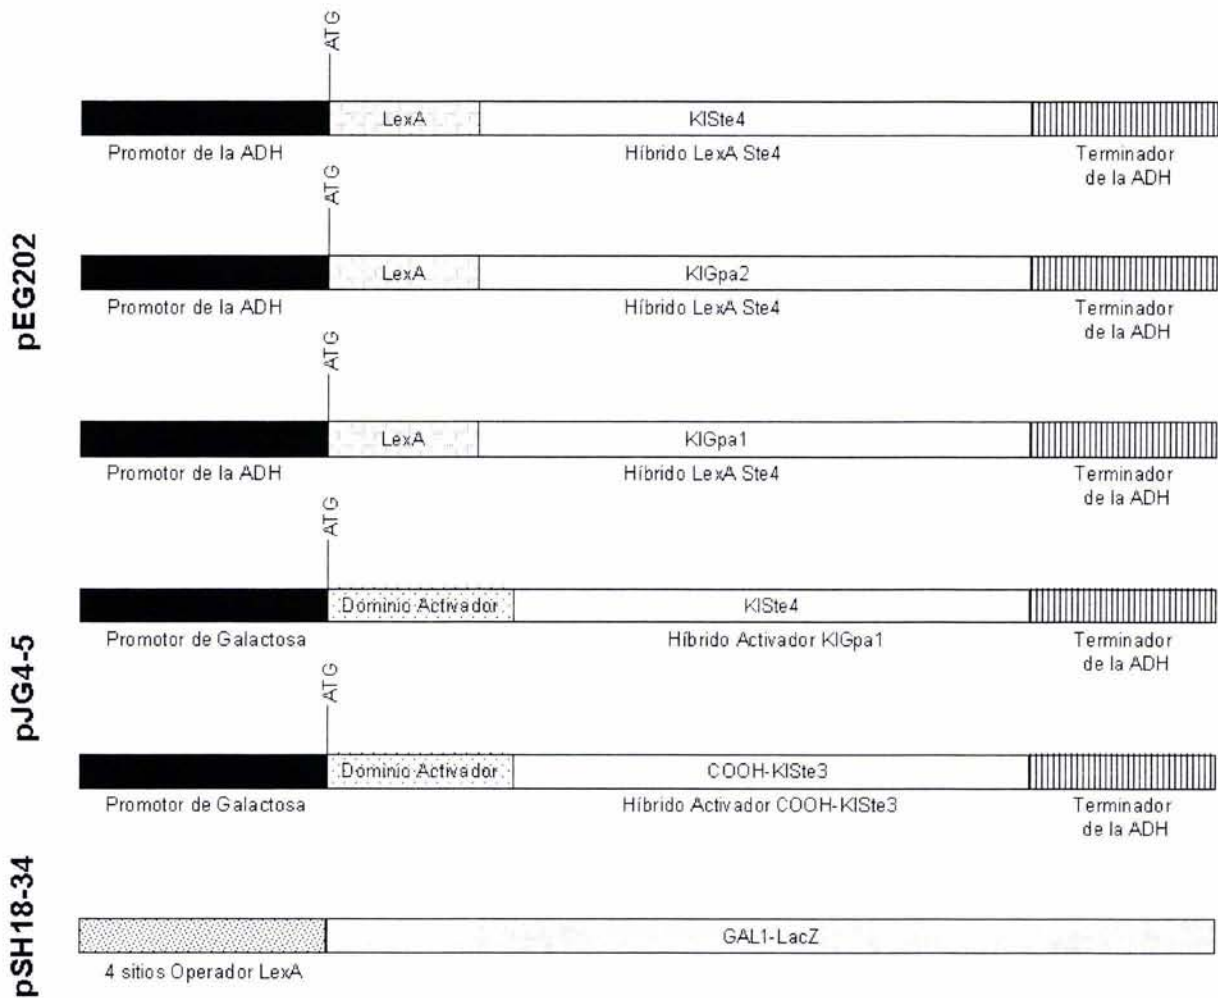 ATG
LexA
KlSte4
Promotor de la ADH
Híbrido LexA Ste4
Terminador
de la ADH
pEG202
ATG
LexA
KlGpa2
Promotor de la ADH
Híbrido LexA Ste4
Terminador
de la ADH
ATG
LexA
KlGpa1
Promotor de la ADH
Híbrido LexA Ste4
Terminador
de la ADH
pJG4-5
ATG
Dominio Activador
KlSte4
Promotor de Galactosa
Híbrido Activador KlGpa1
Terminador
de la ADH
ATG
Dominio Activador
COOH-KlSte3
Promotor de Galactosa
Híbrido Activador COOH-KlSte3
Terminador
de la ADH
pSH18-34
GAL1-LacZ
4 sitios Operador LexA